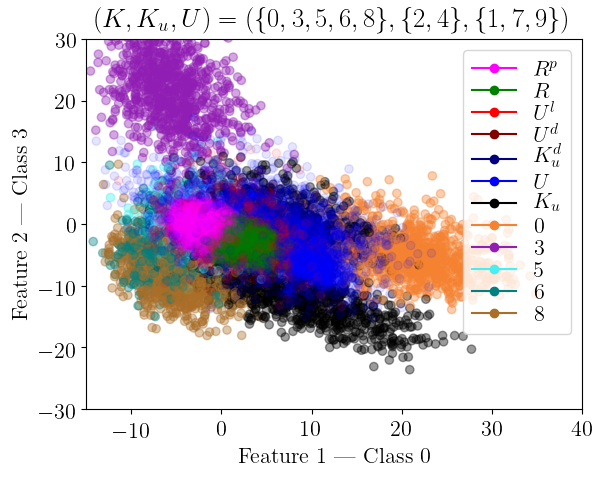 (K, K_u, U) = ({0, 3, 5, 6, 8}, {2, 4}, {1, 7, 9})
30
20
10
0
−10
−20
−30
Feature 2 — Class 3
R^p
R
U^l
U^d
K_u^d
U
K_u
0
3
5
6
8
−10
0
10
20
30
40
Feature 1 — Class 0